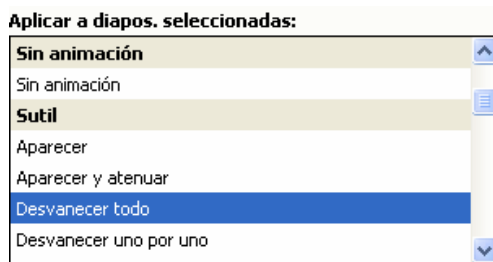 Aplicar a diapos. seleccionadas:
Sin animación
Sin animación
Sutil
Aparecer
Aparecer y atenuar
Desvanecer todo
Desvanecer uno por uno